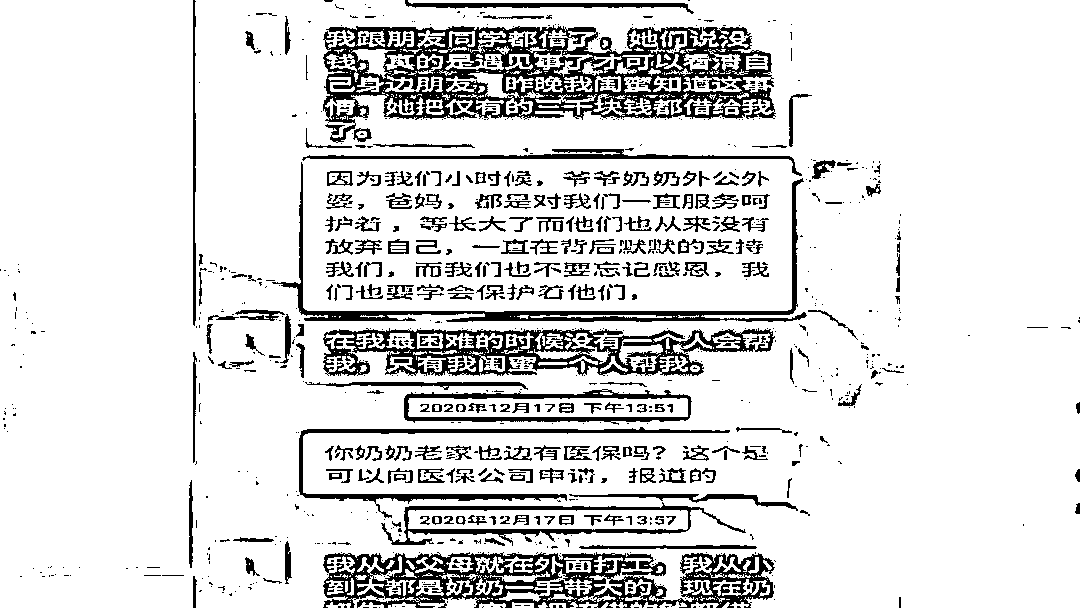 我跟朋友同学都借了。她们说没
钱，真的是遇见事了才可以看清自
己身边朋友，昨晚我闺蜜知道这事
情，她把仅有的二千块钱都借给我
了。
因为我们小时候，爷爷奶奶外公外
婆，爸妈，都是对我们一直服务呵
护着，等长大了而他们也从来没有
放弃自己，一直在背后默默的支持
我们，而我们也不要忘记感恩，我
们也要学会保护着他们，
在我最困难的时候没有一个人会帮
我，只有我闺蜜一个人帮我。
2020年12月17日 下午13:51
你奶奶老家也边有医保吗？这个是
可以向医保公司申请，报道的
2020年12月17日 下午13:57
我从小父母就在外面打工，我从小
到大都是奶奶一手带大的，现在奶